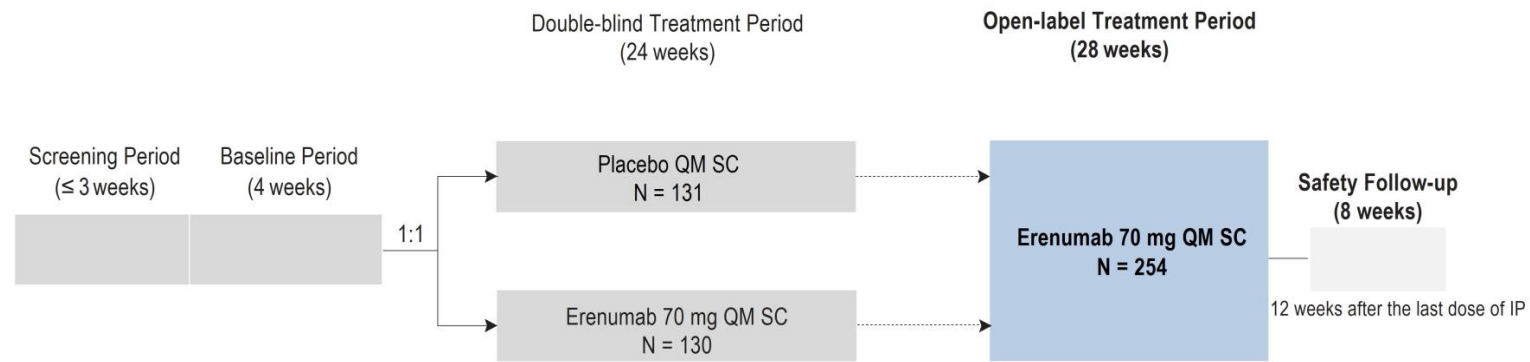 Double-blind Treatment Period
(24 weeks)
Open-label Treatment Period
(28 weeks)
Screening Period
(≤ 3 weeks)
Baseline Period
(4 weeks)
1:1
Placebo QM SC
N = 131
Erenumab 70 mg QM SC
N = 130
Erenumab 70 mg QM SC
N = 254
Safety Follow-up
(8 weeks)
12 weeks after the last dose of IP